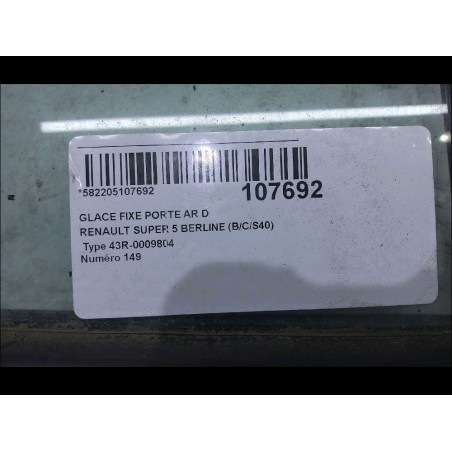 *582205107692
107692
GLACE FIXE PORTE AR D
RENAULT SUPER 5 BERLINE (B/C/S40)
Type 43R-0009804
Numéro 149